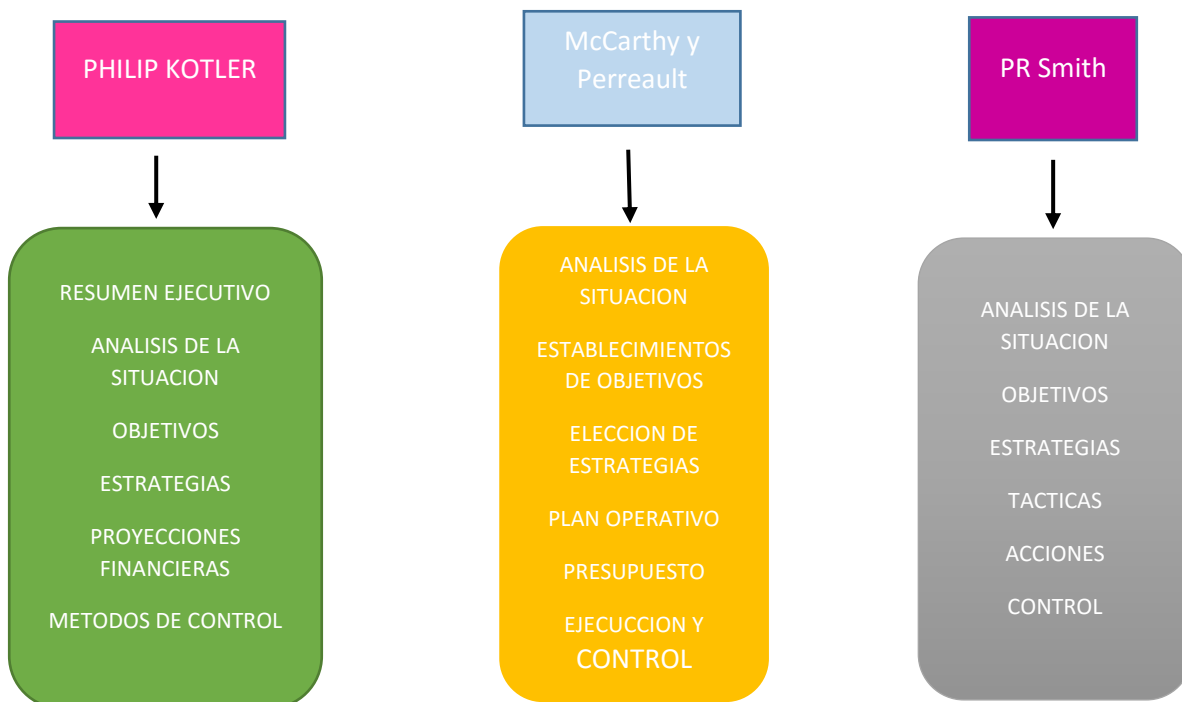 PHILIP KOTLER
RESUMEN EJECUTIVO
ANALISIS DE LA
SITUACION
OBJETIVOS
ESTRATEGIAS
PROYECCIONES
FINANCIERAS
METODOS DE CONTROL
McCarthy y
Perreault
ANALISIS DE LA
SITUACION
ESTABLECIMIENTOS
DE OBJETIVOS
ELECCION DE
ESTRATEGIAS
PLAN OPERATIVO
PRESUPUESTO
EJECUCCION Y
CONTROL
PR Smith
ANALISIS DE LA
SITUACION
OBJETIVOS
ESTRATEGIAS
TACTICAS
ACCIONES
CONTROL